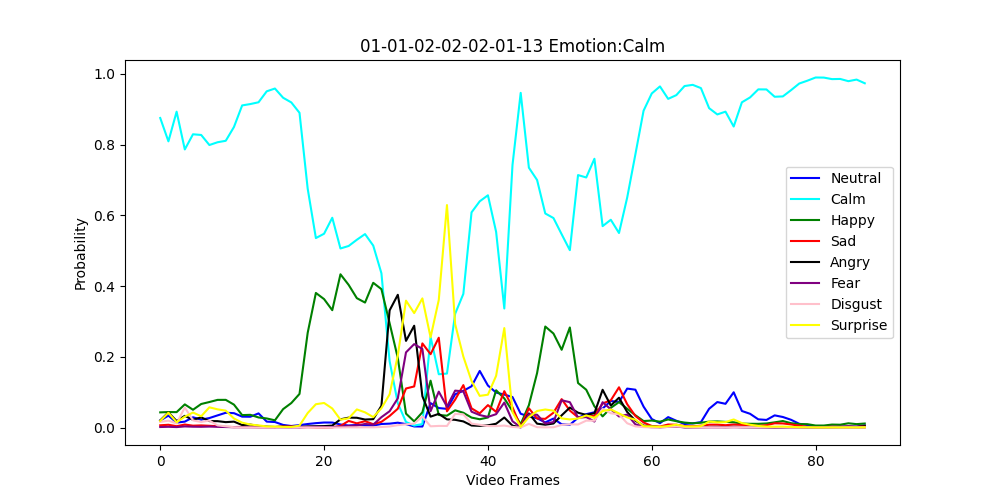 01-01-02-02-02-01-13 Emotion:Calm
Probability
1.0
0.8
0.6
0.4
0.2
0.0
0
20
40
60
80
Video Frames
Neutral
Calm
Happy
Sad
Angry
Fear
Disgust
Surprise